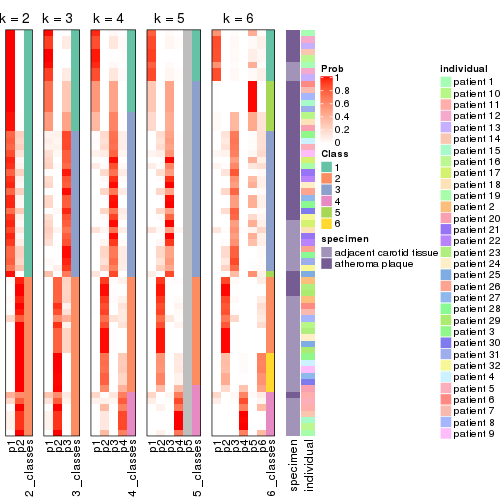 k = 2
k = 3
k = 4
k = 5
k = 6
p1
p2
2_classes
p1
p2
p3
3_classes
p1
p2
p3
p4
4_classes
p1
p2
p3
p4
p5
5_classes
p1
p2
p3
p4
p5
p6
6_classes
specimen
individual
Prob
1
0.8
0.6
0.4
0.2
0
Class
1
2
3
4
5
6
specimen
adjacent carotid tissue
atheroma plaque
individual
patient 1
patient 10
patient 11
patient 12
patient 13
patient 14
patient 15
patient 16
patient 17
patient 18
patient 19
patient 2
patient 20
patient 21
patient 22
patient 23
patient 24
patient 25
patient 26
patient 27
patient 28
patient 29
patient 3
patient 30
patient 31
patient 32
patient 4
patient 5
patient 6
patient 7
patient 8
patient 9